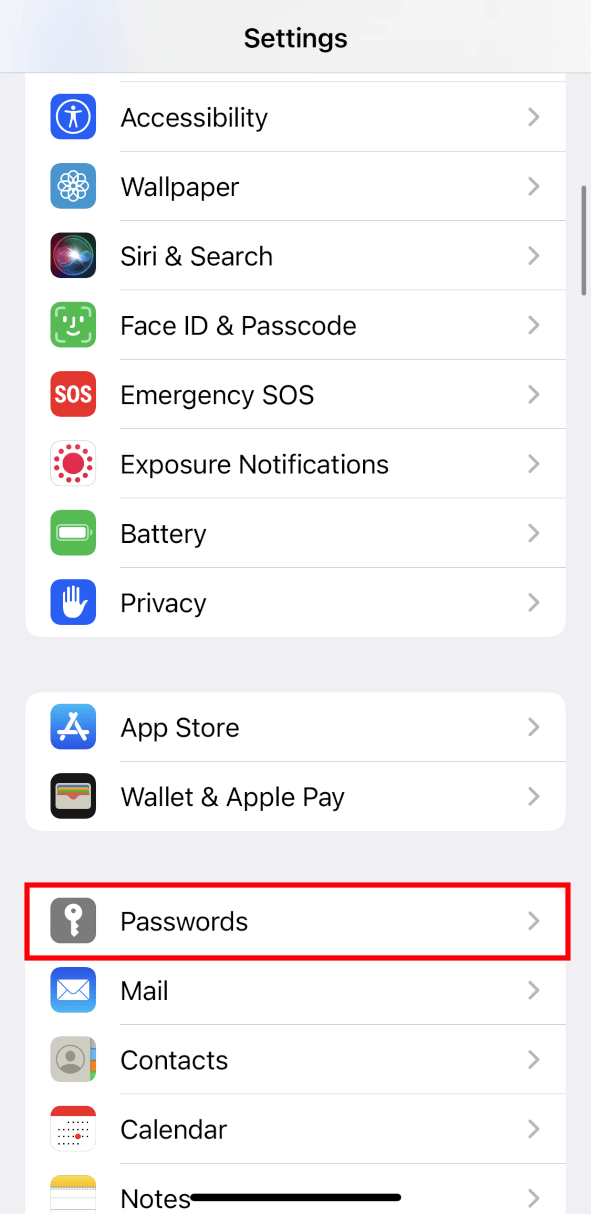 Settings
Accessibility
Wallpaper
Siri & Search
Face ID & Passcode
SOS
Emergency SOS
Exposure Notifications
Battery
Privacy
App Store
Wallet & Apple Pay
Passwords
Mail
Contacts
Calendar
Notes